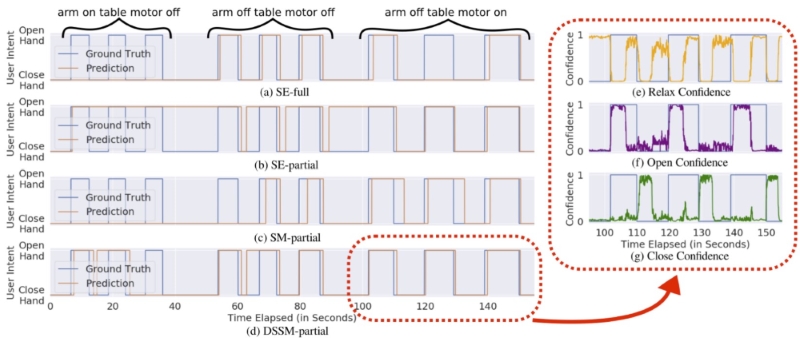 arm on table motor off
arm off table motor off
arm off table motor on
User Intent
Open
Hand
Close
Hand
Ground Truth
Prediction
(a) SE-full
User Intent
Open
Hand
Close
Hand
Ground Truth
Prediction
(b) SE-partial
User Intent
Open
Hand
Close
Hand
Ground Truth
Prediction
(c) SM-partial
User Intent
Open
Hand
Close
Hand
Ground Truth
Prediction
0 20 40 60 80 100 120 140
Time Elapsed (in Seconds)
(d) DSSM-partial
Confidence
1
0
(e) Relax Confidence
Confidence
1
0
(f) Open Confidence
Confidence
1
0
100 110 120 130 140 150
Time Elapsed (in Seconds)
(g) Close Confidence